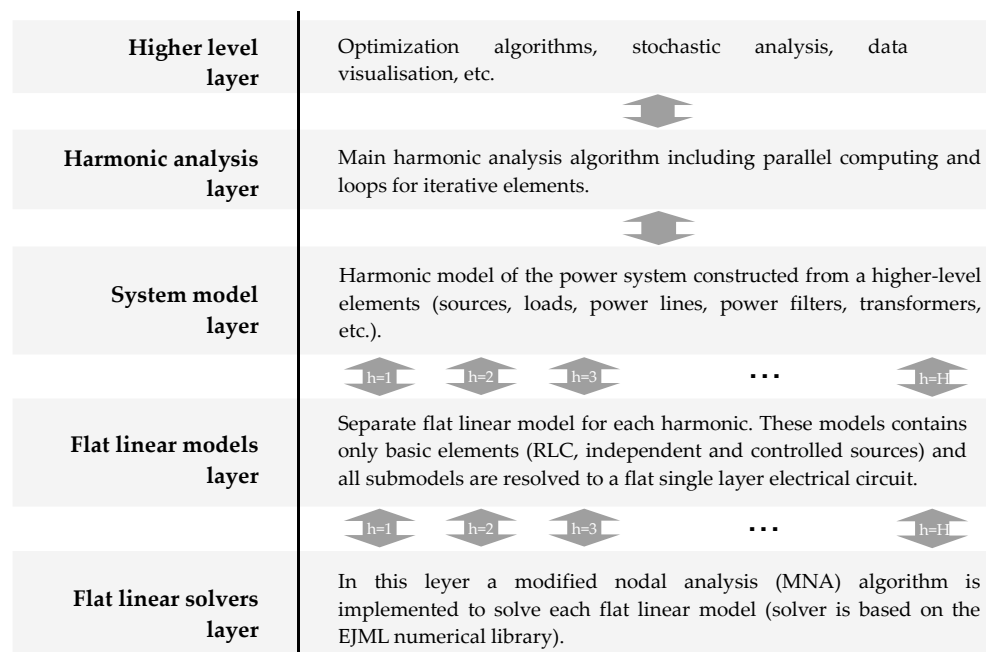 Higher level
layer
Optimization algorithms, stochastic analysis, data
visualisation, etc.
Harmonic analysis
layer
Main harmonic analysis algorithm including parallel computing and
loops for iterative elements.
System model
layer
Harmonic model of the power system constructed from a higher-level
elements (sources, loads, power lines, power filters, transformers,
etc.).
h=1 h=2 h=3 ... h=H
Flat linear models
layer
Separate flat linear model for each harmonic. These models contains
only basic elements (RLC, independent and controlled sources) and
all submodels are resolved to a flat single layer electrical circuit.
h=1 h=2 h=3 ... h=H
Flat linear solvers
layer
In this leyer a modified nodal analysis (MNA) algorithm is
implemented to solve each flat linear model (solver is based on the
EJML numerical library).